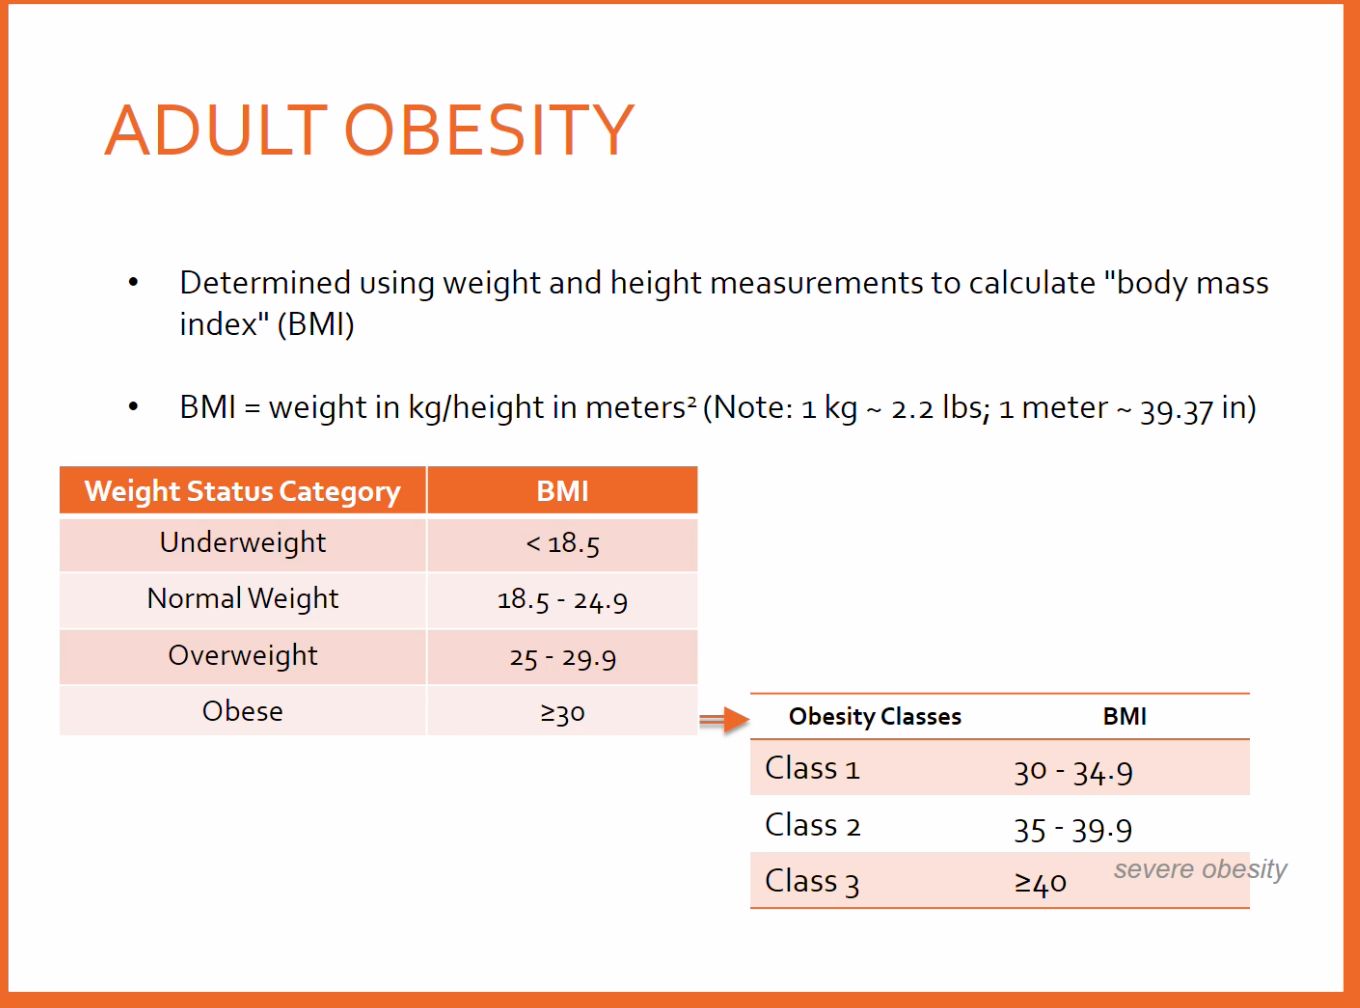 ADULT OBESITY
• Determined using weight and height measurements to calculate "body mass
index" (BMI)
• BMI = weight in kg/height in meters² (Note: 1 kg ~ 2.2 lbs; 1 meter ~ 39.37 in)
Weight Status Category BMI
Underweight < 18.5
Normal Weight 18.5 - 24.9
Overweight 25 - 29.9
Obese ≥30
Obesity Classes BMI
Class 1 30 - 34.9
Class 2 35 - 39.9
Class 3 ≥40 severe obesity